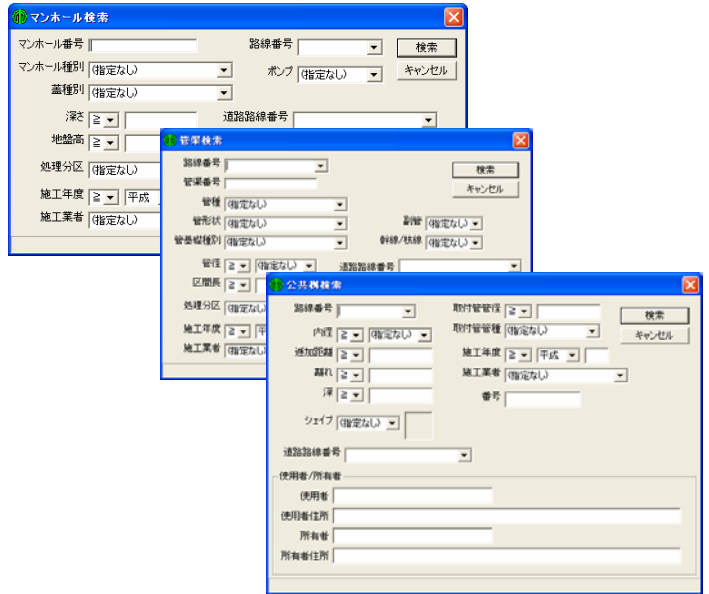 マンホール検索
マンホール番号 路線番号 検索
マンホール種別 (指定なし) ポンプ (指定なし) キャンセル
蓋種別 (指定なし)
深さ ≧ 道路路線番号
地盤高 ≧
処理分区 (指定なし)
施工年度 ≧ 平成
施工業者 (指定なし)
管渠検索
路線番号 検索
管渠番号 キャンセル
管種 (指定なし)
管形状 (指定なし) 副管 (指定なし)
管基礎種別 (指定なし) 幹線/枝線 (指定なし)
管径 ≧ (指定なし) 道路路線番号
区間長 ≧
処理分区 (指定なし)
施工年度 ≧ 平
施工業者 (指定なし)
公共桝検索
路線番号 取付管管径 ≧ 検索
内径 ≧ (指定なし) 取付管管種 (指定なし) キャンセル
追加距離 ≧ 施工年度 ≧ 平成
離れ ≧ 施工業者 (指定なし)
深 ≧ 番号
シェイプ (指定なし)
道路路線番号
使用者/所有者
使用者
使用者住所
所有者
所有者住所